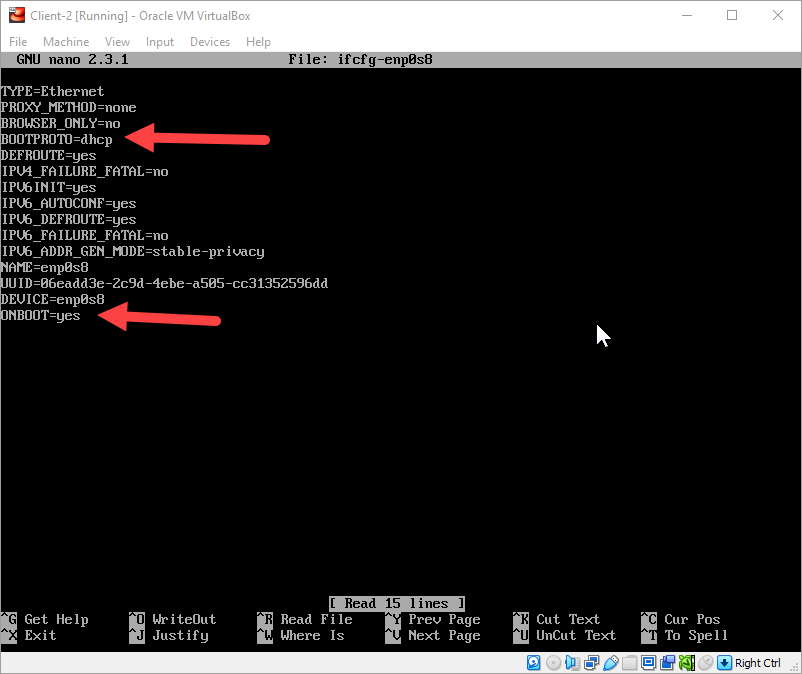 Client-2 [Running] - Oracle VM VirtualBox
File Machine View Input Devices Help
GNU nano 2.3.1 File: ifcfg-enp0s8
TYPE=Ethernet
PROXY_METHOD=none
BROWSER_ONLY=no
BOOTPROTO=dhcp
DEFROUTE=yes
IPV4_FAILURE_FATAL=no
IPV6INIT=yes
IPV6_AUTOCONF=yes
IPV6_DEFROUTE=yes
IPV6_FAILURE_FATAL=no
IPV6_ADDR_GEN_MODE=stable-privacy
NAME=enp0s8
UUID=06eadd3e-2c9d-4ebe-a505-cc31352596dd
DEVICE=enp0s8
ONBOOT=yes
[ Read 15 lines ]
^G Get Help ^O WriteOut ^R Read File ^Y Prev Page ^K Cut Text ^C Cur Pos
^X Exit ^J Justify ^W Where Is ^V Next Page ^U UnCut Text ^T To Spell
Right Ctrl